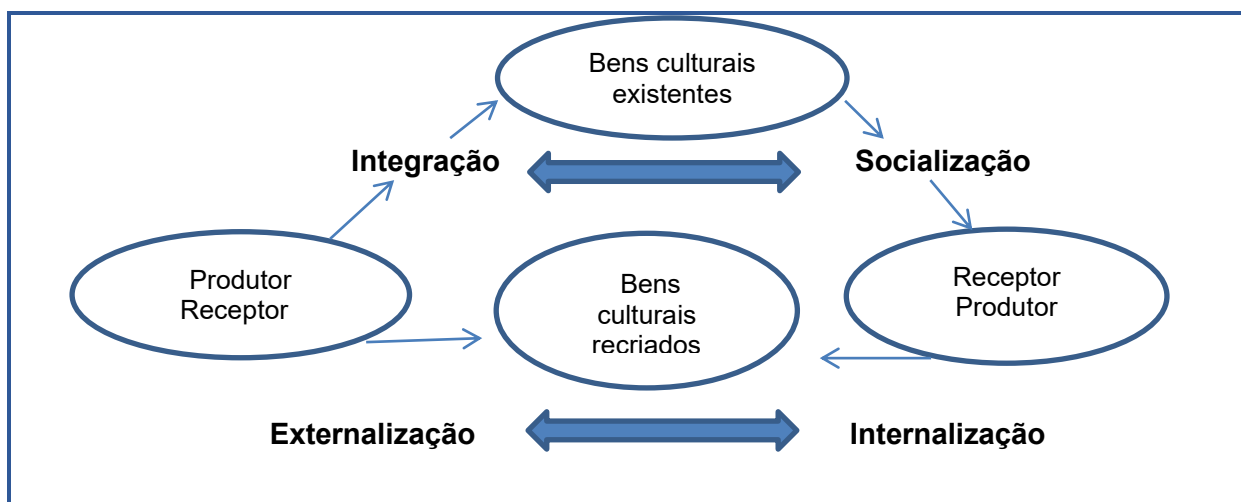 Bens culturais
existentes
Integração
Socialização
Produtor
Receptor
Bens
culturais
recriados
Receptor
Produtor
Externalização
Internalização